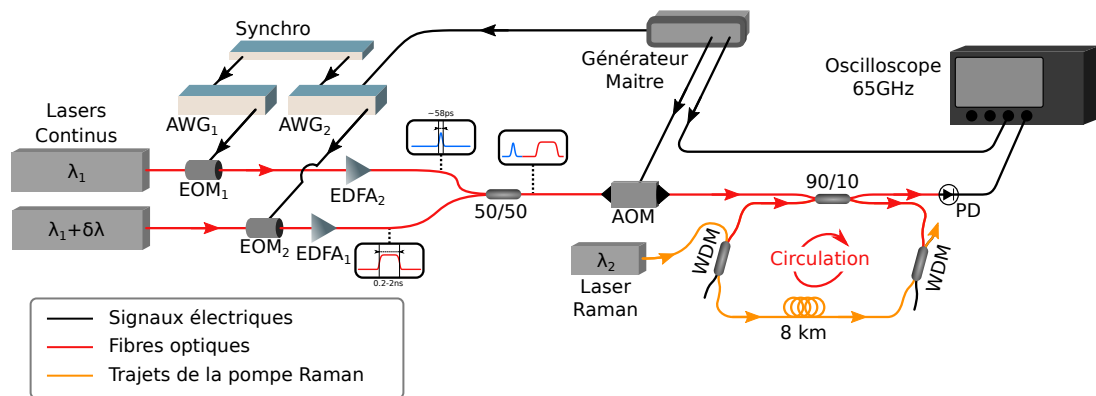 Synchro
Générateur
Maitre
Oscilloscope
65GHz
Lasers
Continus
AWG₁
AWG₂
~58ps
λ₁
EOM₁
EDFA₂
50/50
AOM
90/10
PD
λ₁+δλ
EOM₂
EDFA₁
0.2-2ns
λ₂
Laser
Raman
WDM
Circulation
WDM
8 km
Signaux électriques
Fibres optiques
Trajets de la pompe Raman